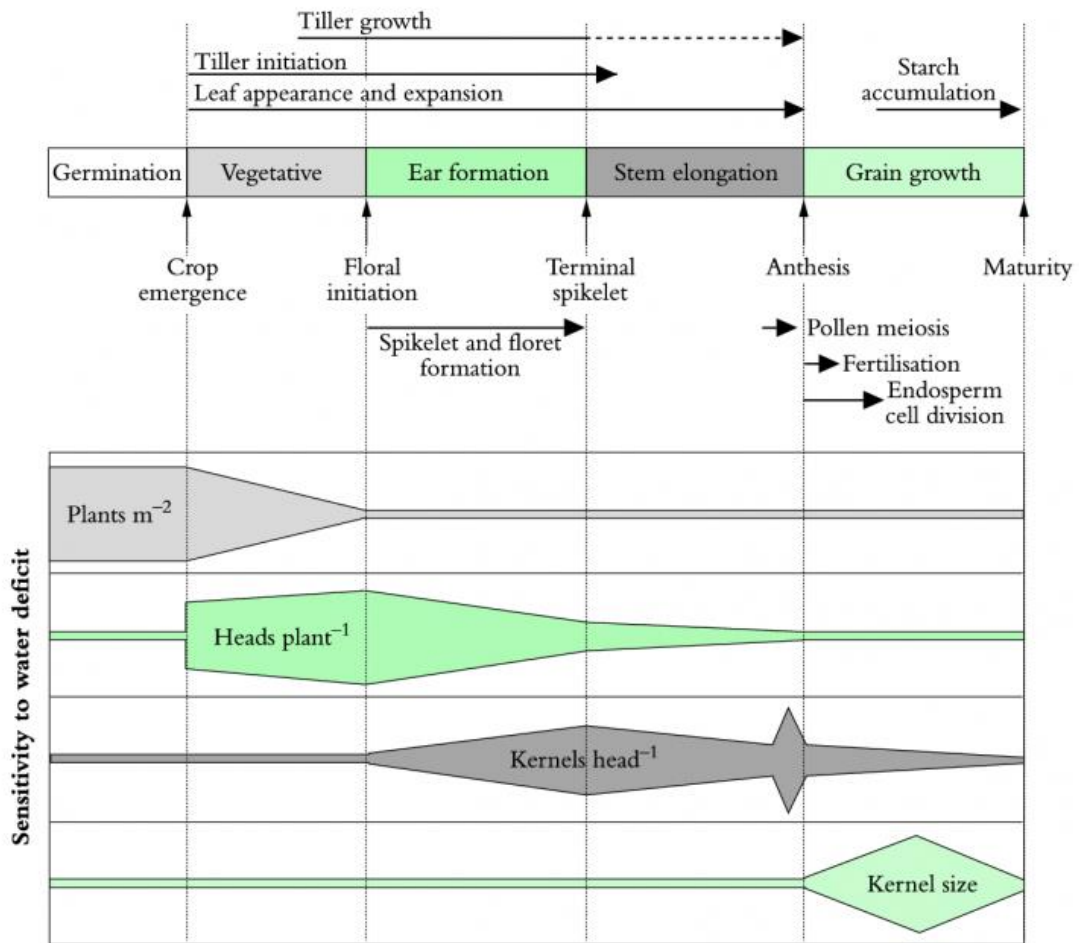 Tiller growth
Tiller initiation
Leaf appearance and expansion
Starch
accumulation
Germination
Vegetative
Ear formation
Stem elongation
Grain growth
Crop
emergence
Floral
initiation
Terminal
spikelet
Anthesis
Maturity
Spikelet and floret
formation
Pollen meiosis
Fertilisation
Endosperm
cell division
Sensitivity to water deficit
Plants m⁻²
Heads plant⁻¹
Kernels head⁻¹
Kernel size